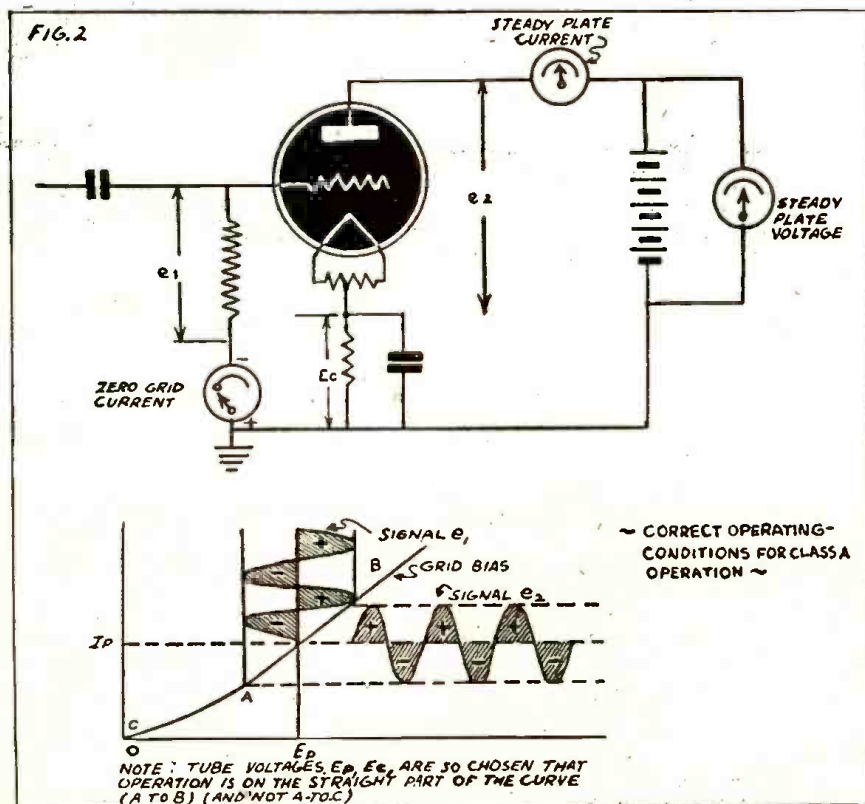 FIG.2
STEADY PLATE
CURRENT
e1
e2
STEADY
PLATE
VOLTAGE
Ec
-
ZERO GRID
CURRENT
+
SIGNAL e1
B
GRID BIAS
SIGNAL e2
~ CORRECT OPERATING-
CONDITIONS FOR CLASS A
OPERATION ~
+
-
+
-
+ + +
- - -
Ip
A
C
O
Ep
NOTE: TUBE VOLTAGES, Ep, Ec, ARE SO CHOSEN THAT
OPERATION IS ON THE STRAIGHT PART OF THE CURVE
(A TO B) (AND NOT A-TO-C)